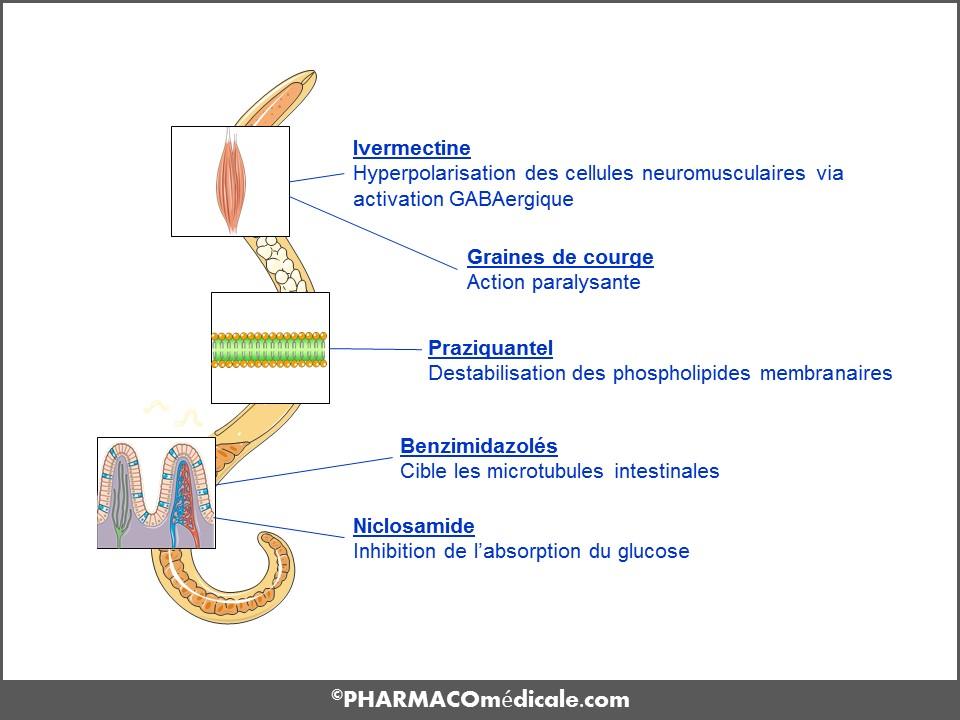 Ivermectine
Hyperpolarisation des cellules neuromusculaires via
activation GABAergique
Graines de courge
Action paralysante
Praziquantel
Destabilisation des phospholipides membranaires
Benzimidazolés
Cible les microtubules intestinales
Niclosamide
Inhibition de l’absorption du glucose
©PHARMACOmédicale.com